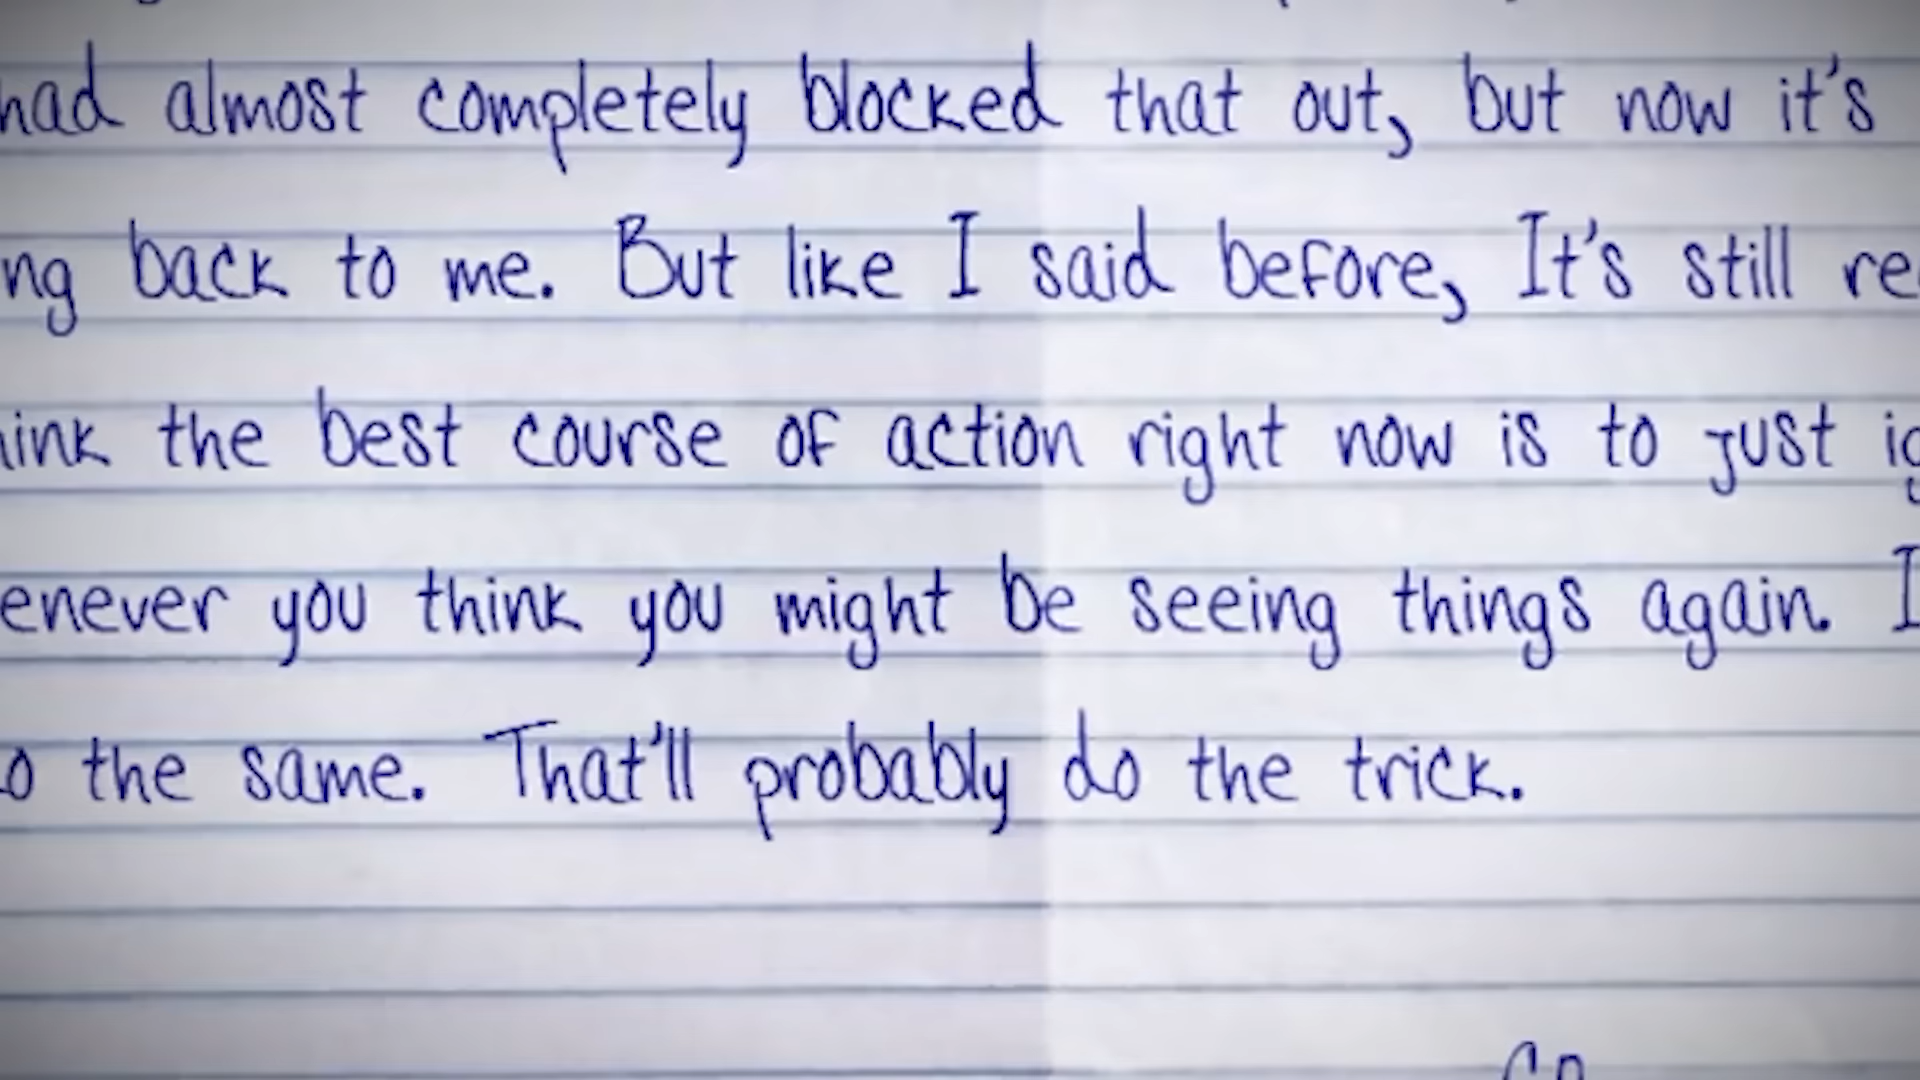 had almost completely blocked that out, but now it's
ng back to me. But like I said before, It's still re
ink the best course of action right now is to just ig
enever you think you might be seeing things again. I
o the same. That'll probably do the trick.